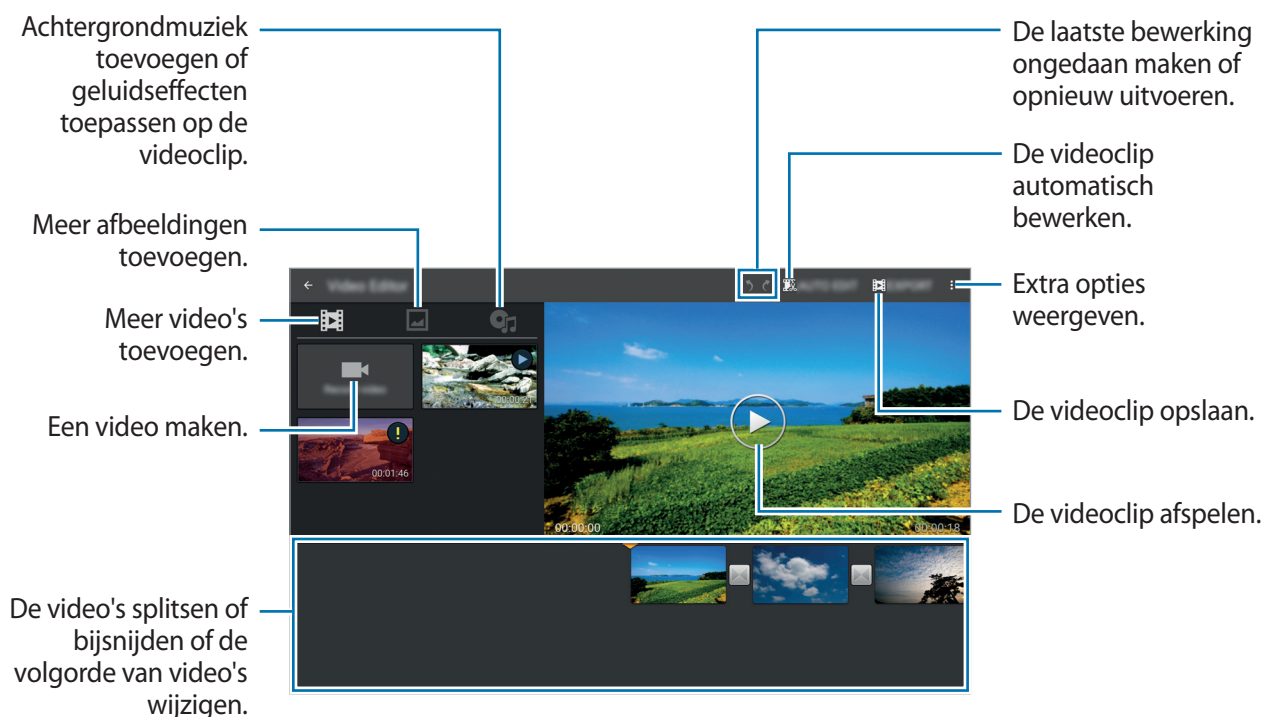 Achtergrondmuziek
toevoegen of
geluidseffecten
toepassen op de
videoclip.
Meer afbeeldingen
toevoegen.
Meer video's
toevoegen.
Een video maken.
De video's splitsen of
bijsnijden of de
volgorde van video's
wijzigen.
De laatste bewerking
ongedaan maken of
opnieuw uitvoeren.
De videoclip
automatisch
bewerken.
Extra opties
weergeven.
De videoclip opslaan.
De videoclip afspelen.
Video Editor
AUTO EDIT
EXPORT
00:00:21
00:01:46
00:00:00
00:00:18